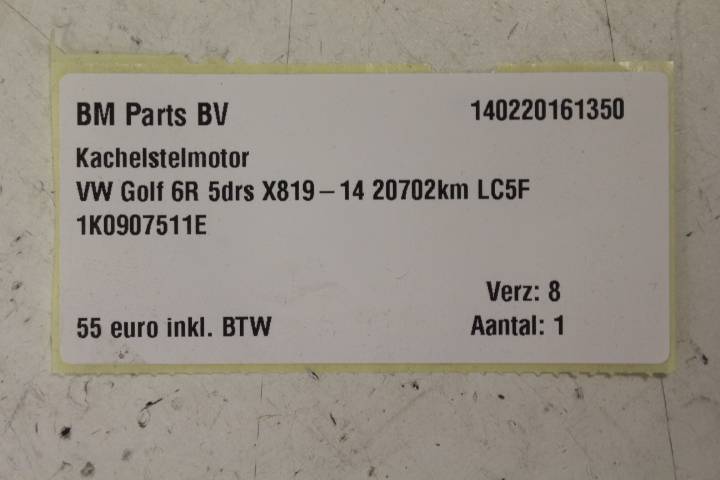 BM Parts BV 140220161350
Kachelstelmotor
VW Golf 6R 5drs X819-14 20702km LC5F
1K0907511E
Verz: 8
55 euro inkl. BTW Aantal: 1